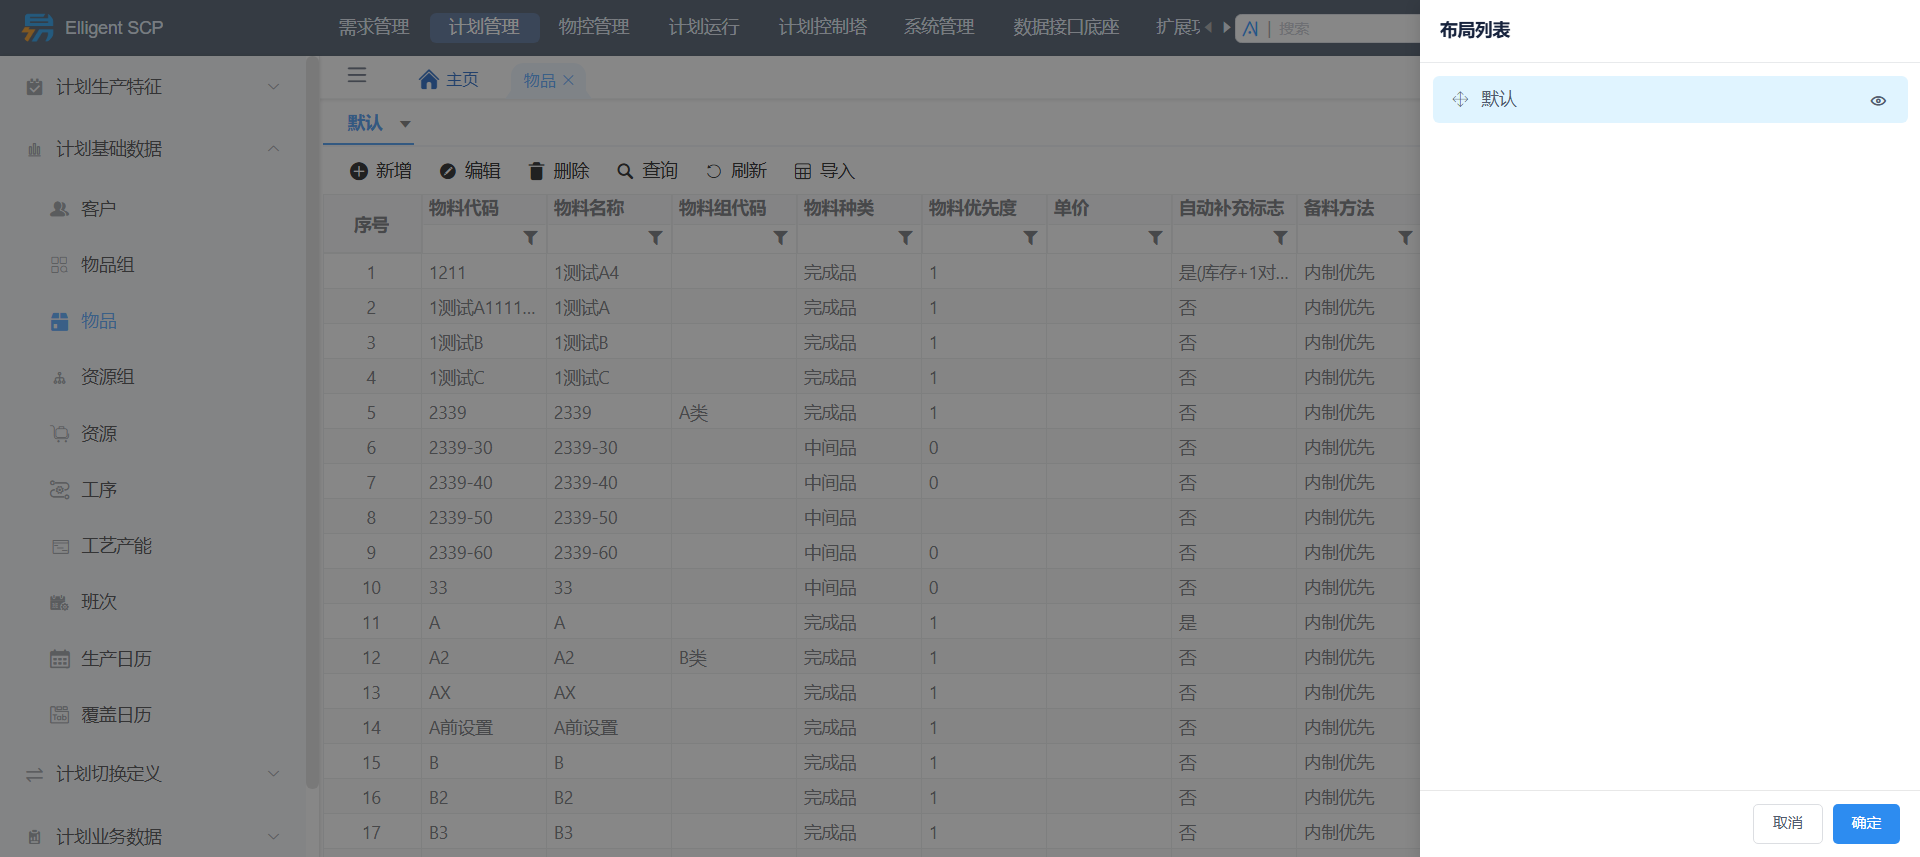 Elligent SCP
需求管理 计划管理 物控管理 计划运行 计划控制塔 系统管理 数据接口底座 扩展 AI | 搜索
布局列表
默认
取消 确定
计划生产特征
计划基础数据
客户
物品组
物品
资源组
资源
工序
工艺产能
班次
生产日历
覆盖日历
计划切换定义
计划业务数据
主页 物品
默认
新增 编辑 删除 查询 刷新 导入
序号 物料代码 物料名称 物料组代码 物料种类 物料优先度 单价 自动补充标志 备料方法
1 1211 1测试A4 完成品 1 是(库存+1对... 内制优先
2 1测试A1111... 1测试A 完成品 1 否 内制优先
3 1测试B 1测试B 完成品 1 否 内制优先
4 1测试C 1测试C 完成品 1 否 内制优先
5 2339 2339 A类 完成品 1 否 内制优先
6 2339-30 2339-30 中间品 0 否 内制优先
7 2339-40 2339-40 中间品 0 否 内制优先
8 2339-50 2339-50 中间品 否 内制优先
9 2339-60 2339-60 中间品 0 否 内制优先
10 33 33 中间品 0 否 内制优先
11 A A 完成品 1 是 内制优先
12 A2 A2 B类 完成品 1 否 内制优先
13 AX AX 完成品 1 否 内制优先
14 A前设置 A前设置 完成品 1 否 内制优先
15 B B 完成品 1 否 内制优先
16 B2 B2 完成品 1 否 内制优先
17 B3 B3 完成品 1 否 内制优先